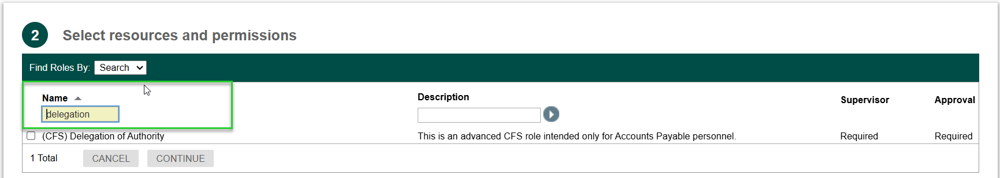 2 Select resources and permissions
Find Roles By: Search
Name Description Supervisor Approval
delegation
(CFS) Delegation of Authority This is an advanced CFS role intended only for Accounts Payable personnel. Required Required
1 Total CANCEL CONTINUE